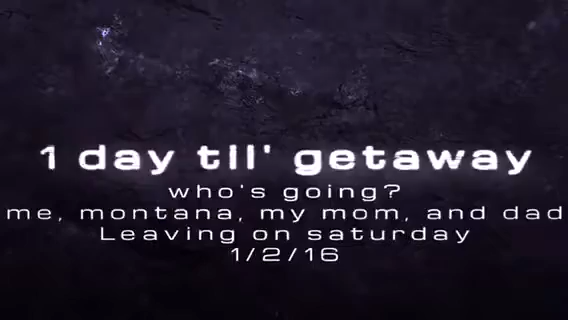 1 day til' getaway
who's going?
me, montana, my mom, and dad
Leaving on saturday
1/2/16